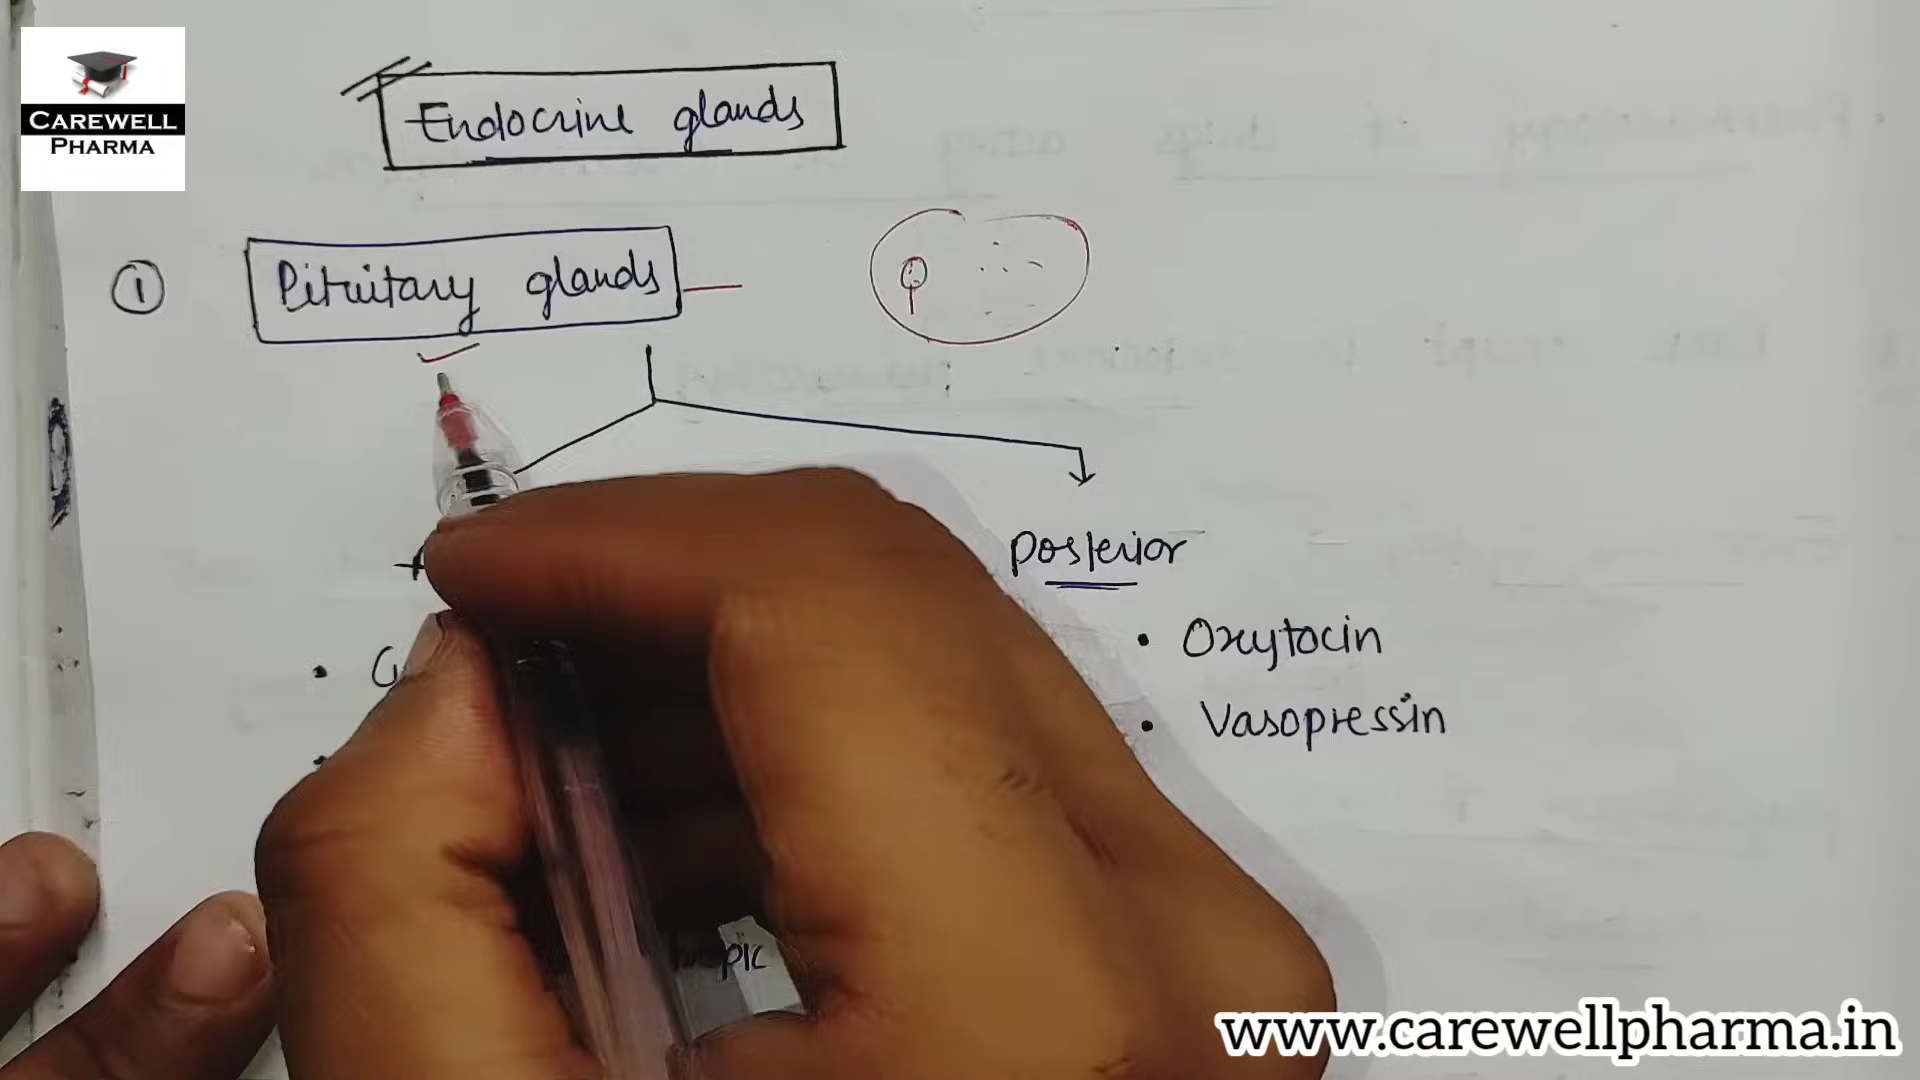 CAREWELL
PHARMA
Endocrine glands
1 Pituitary glands
Posterior
• Oxytocin
• Vasopressin
www.carewellpharma.in